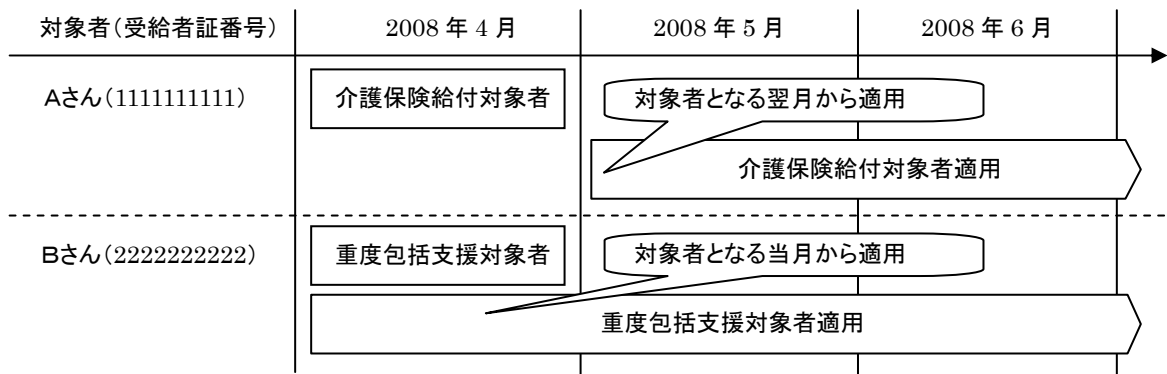 対象者(受給者証番号)
2008 年 4 月
2008 年 5 月
2008 年 6 月
Aさん(1111111111)
介護保険給付対象者
対象者となる翌月から適用
介護保険給付対象者適用
Bさん(2222222222)
重度包括支援対象者
対象者となる当月から適用
重度包括支援対象者適用